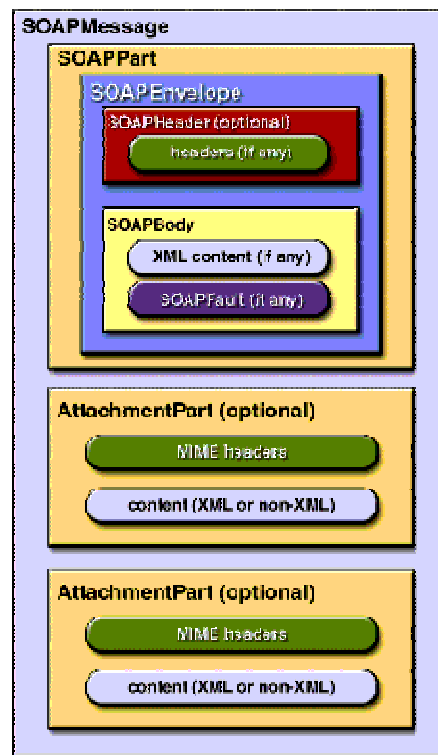 SOAPMessage
SOAPPart
SOAPEnvelope
SOAPHeader (optional)
headers (if any)
SOAPBody
XML content (if any)
SOAPFault (if any)
AttachmentPart (optional)
MIME headers
content (XML or non-XML)
AttachmentPart (optional)
MIME headers
content (XML or non-XML)